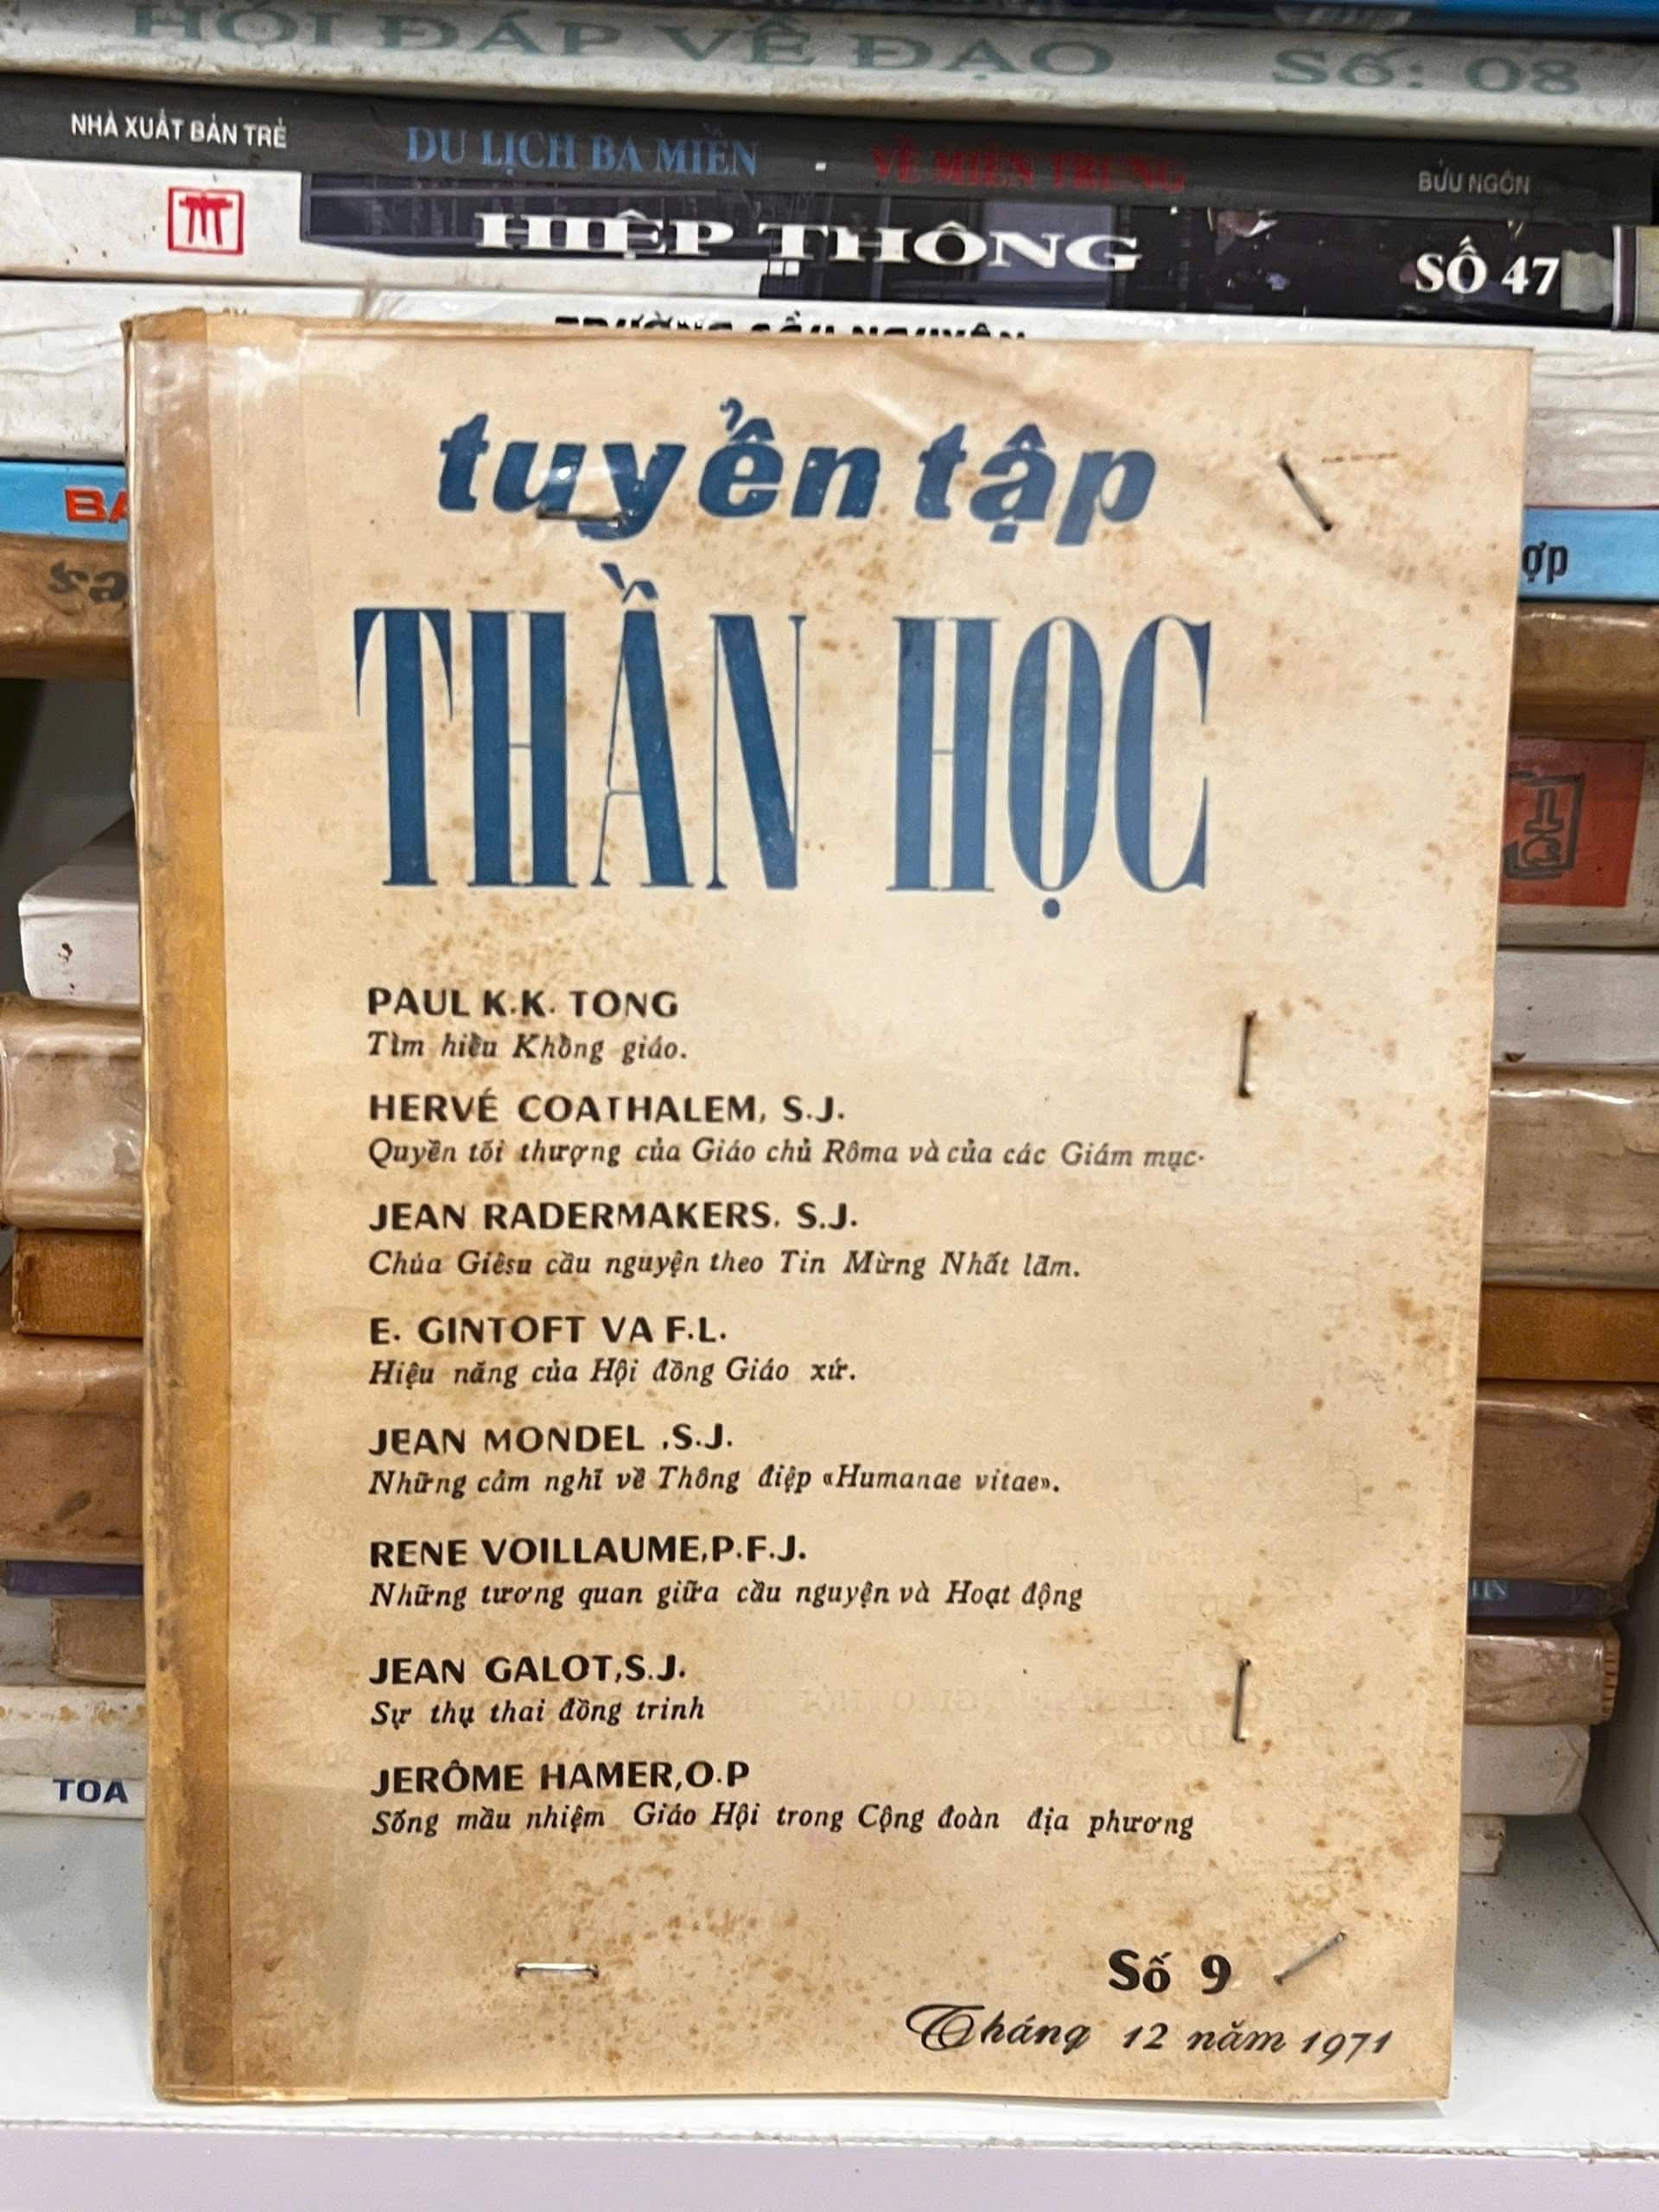 HỎI ĐÁP VỀ ĐẠO Số: 08
NHÀ XUẤT BẢN TRẺ DU LỊCH BA MIỀN - VỀ MIỀN TRUNG BỬU NGÔN
HIỆP THÔNG SỐ 47
BA
ợp
tuyển tập
THẦN HỌC
PAUL K.K. TONG
Tìm hiểu Khổng giáo.
HERVÉ COATHALEM, S.J.
Quyền tối thượng của Giáo chủ Rôma và của các Giám mục.
JEAN RADERMAKERS. S.J.
Chúa Giêsu cầu nguyện theo Tin Mừng Nhất lãm.
E. GINTOFT VA F.L.
Hiệu năng của Hội đồng Giáo xứ.
JEAN MONDEL ,S.J.
Những cảm nghĩ về Thông điệp «Humanae vitae».
RENE VOILLAUME,P.F.J.
Những tương quan giữa cầu nguyện và Hoạt động
JEAN GALOT,S.J.
Sự thụ thai đồng trinh
JERÔME HAMER,O.P
Sống mầu nhiệm Giáo Hội trong Cộng đoàn địa phương
TOA
Số 9
Tháng 12 năm 1971